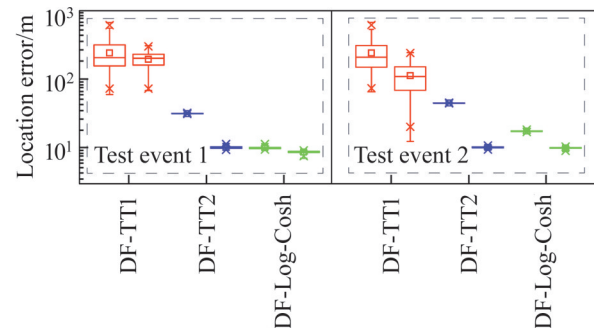 Location error/m
10³
10²
10¹
Test event 1
Test event 2
DF-TT1
DF-TT2
DF-Log-Cosh
DF-TT1
DF-TT2
DF-Log-Cosh